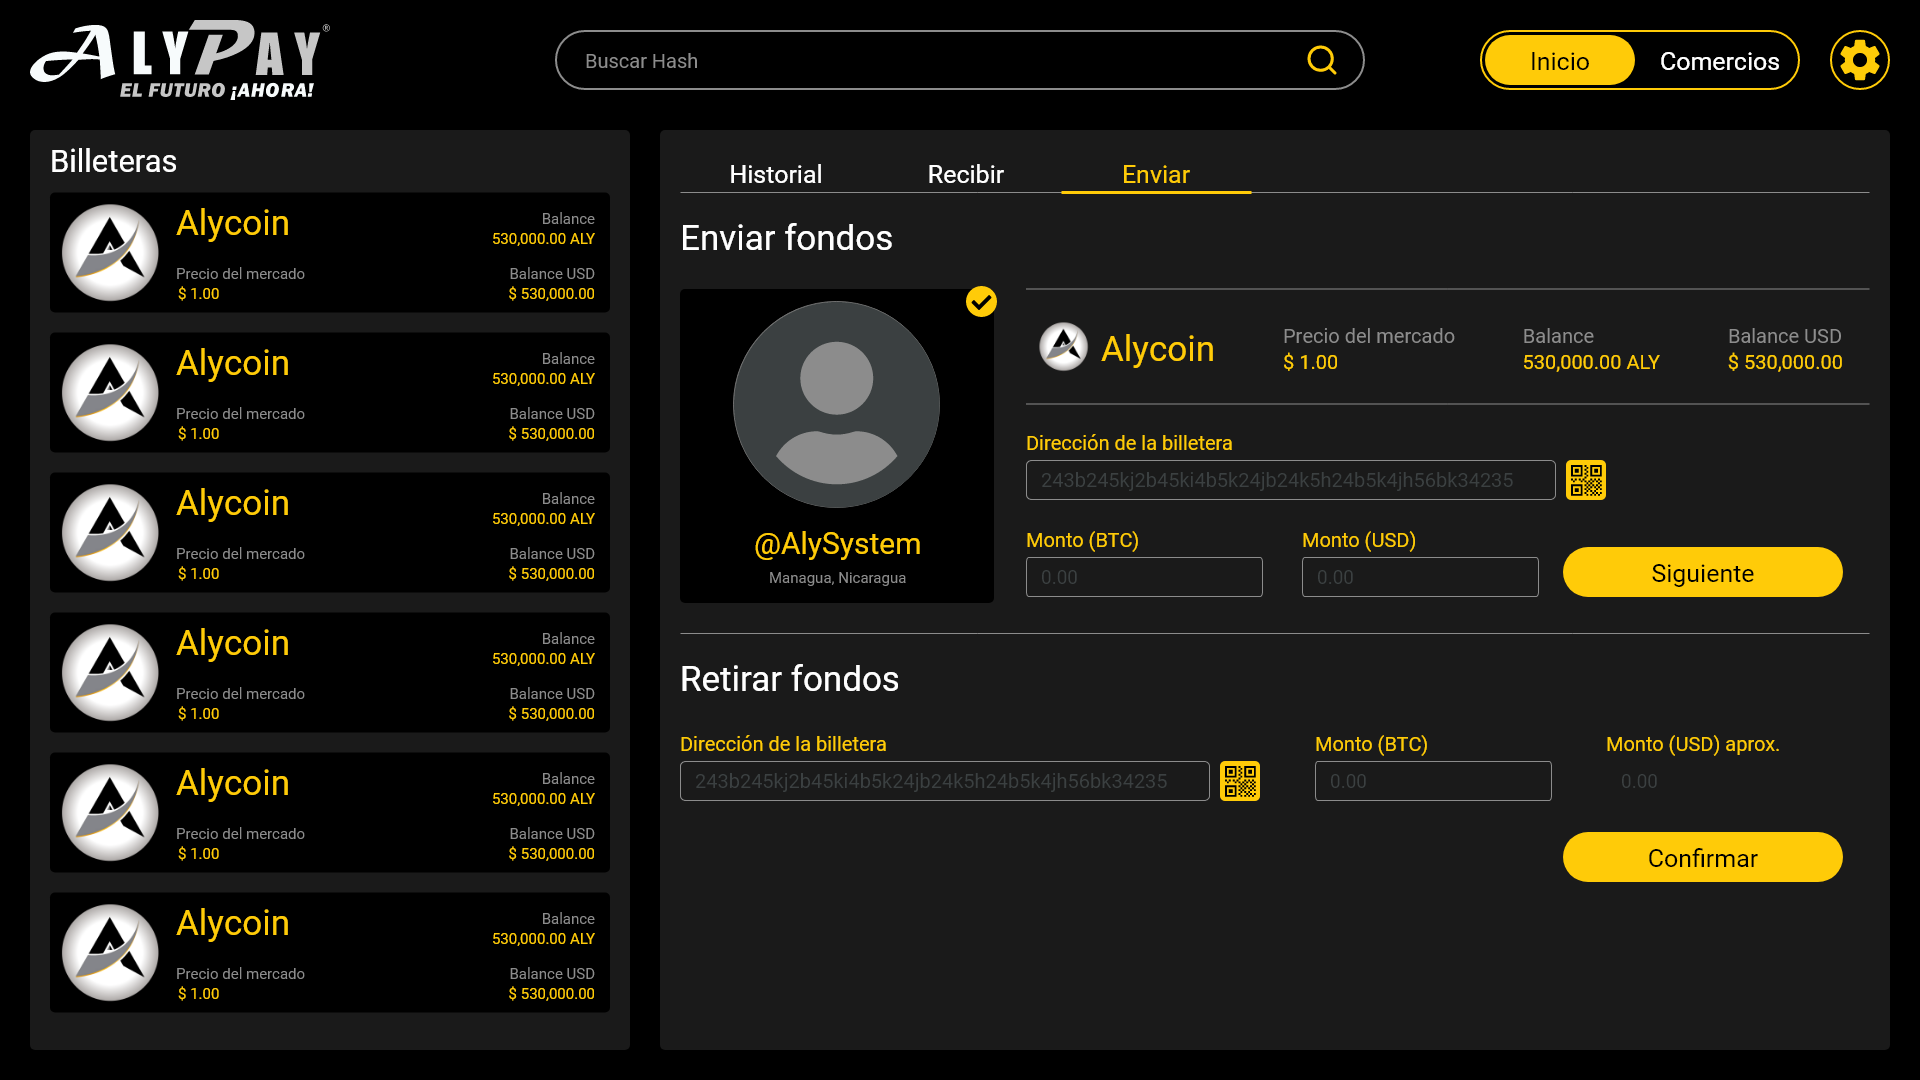 ALYPAY®
EL FUTURO ¡AHORA!
Buscar Hash
Inicio
Comercios
Billeteras
Alycoin
Balance
530,000.00 ALY
Precio del mercado
$ 1.00
Balance USD
$ 530,000.00
Alycoin
Balance
530,000.00 ALY
Precio del mercado
$ 1.00
Balance USD
$ 530,000.00
Alycoin
Balance
530,000.00 ALY
Precio del mercado
$ 1.00
Balance USD
$ 530,000.00
Alycoin
Balance
530,000.00 ALY
Precio del mercado
$ 1.00
Balance USD
$ 530,000.00
Alycoin
Balance
530,000.00 ALY
Precio del mercado
$ 1.00
Balance USD
$ 530,000.00
Alycoin
Balance
530,000.00 ALY
Precio del mercado
$ 1.00
Balance USD
$ 530,000.00
Historial
Recibir
Enviar
Enviar fondos
@AlySystem
Managua, Nicaragua
Alycoin
Precio del mercado
$ 1.00
Balance
530,000.00 ALY
Balance USD
$ 530,000.00
Dirección de la billetera
243b245kj2b45ki4b5k24jb24k5h24b5k4jh56bk34235
Monto (BTC)
0.00
Monto (USD)
0.00
Siguiente
Retirar fondos
Dirección de la billetera
243b245kj2b45ki4b5k24jb24k5h24b5k4jh56bk34235
Monto (BTC)
0.00
Monto (USD) aprox.
0.00
Confirmar